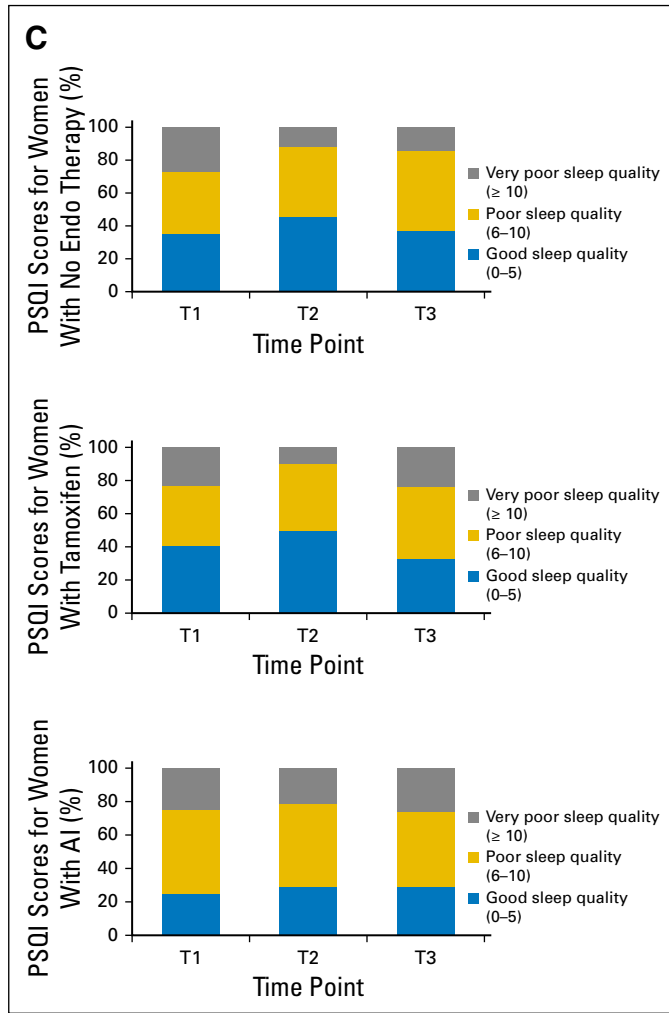 C
PSQI Scores for Women
With No Endo Therapy (%)
100
80
60
40
20
0
T1 T2 T3
Time Point
Very poor sleep quality
(≥ 10)
Poor sleep quality
(6–10)
Good sleep quality
(0–5)
PSQI Scores for Women
With Tamoxifen (%)
100
80
60
40
20
0
T1 T2 T3
Time Point
Very poor sleep quality
(≥ 10)
Poor sleep quality
(6–10)
Good sleep quality
(0–5)
PSQI Scores for Women
With AI (%)
100
80
60
40
20
0
T1 T2 T3
Time Point
Very poor sleep quality
(≥ 10)
Poor sleep quality
(6–10)
Good sleep quality
(0–5)